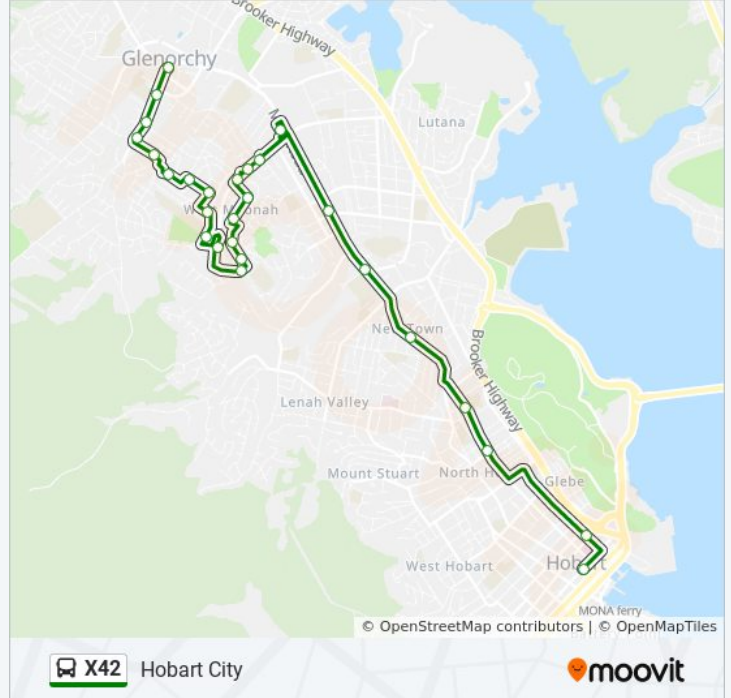 Brooker Highway
Glenorchy
Lutana
Moonah
New Town
Brooker Highway
Lenah Valley
Mount Stuart
North
Glebe
West Hobart
Hobart
MONA ferry
© OpenStreetMap contributors | © OpenMapTiles
X42 Hobart City
moovit